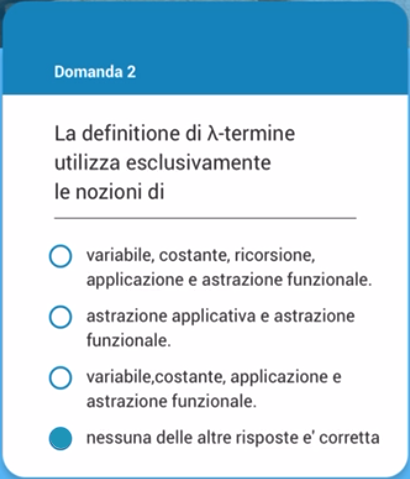 Domanda 2
La definitione di λ-termine
utilizza esclusivamente
le nozioni di
variabile, costante, ricorsione,
applicazione e astrazione funzionale.
astrazione applicativa e astrazione
funzionale.
variabile,costante, applicazione e
astrazione funzionale.
nessuna delle altre risposte e' corretta